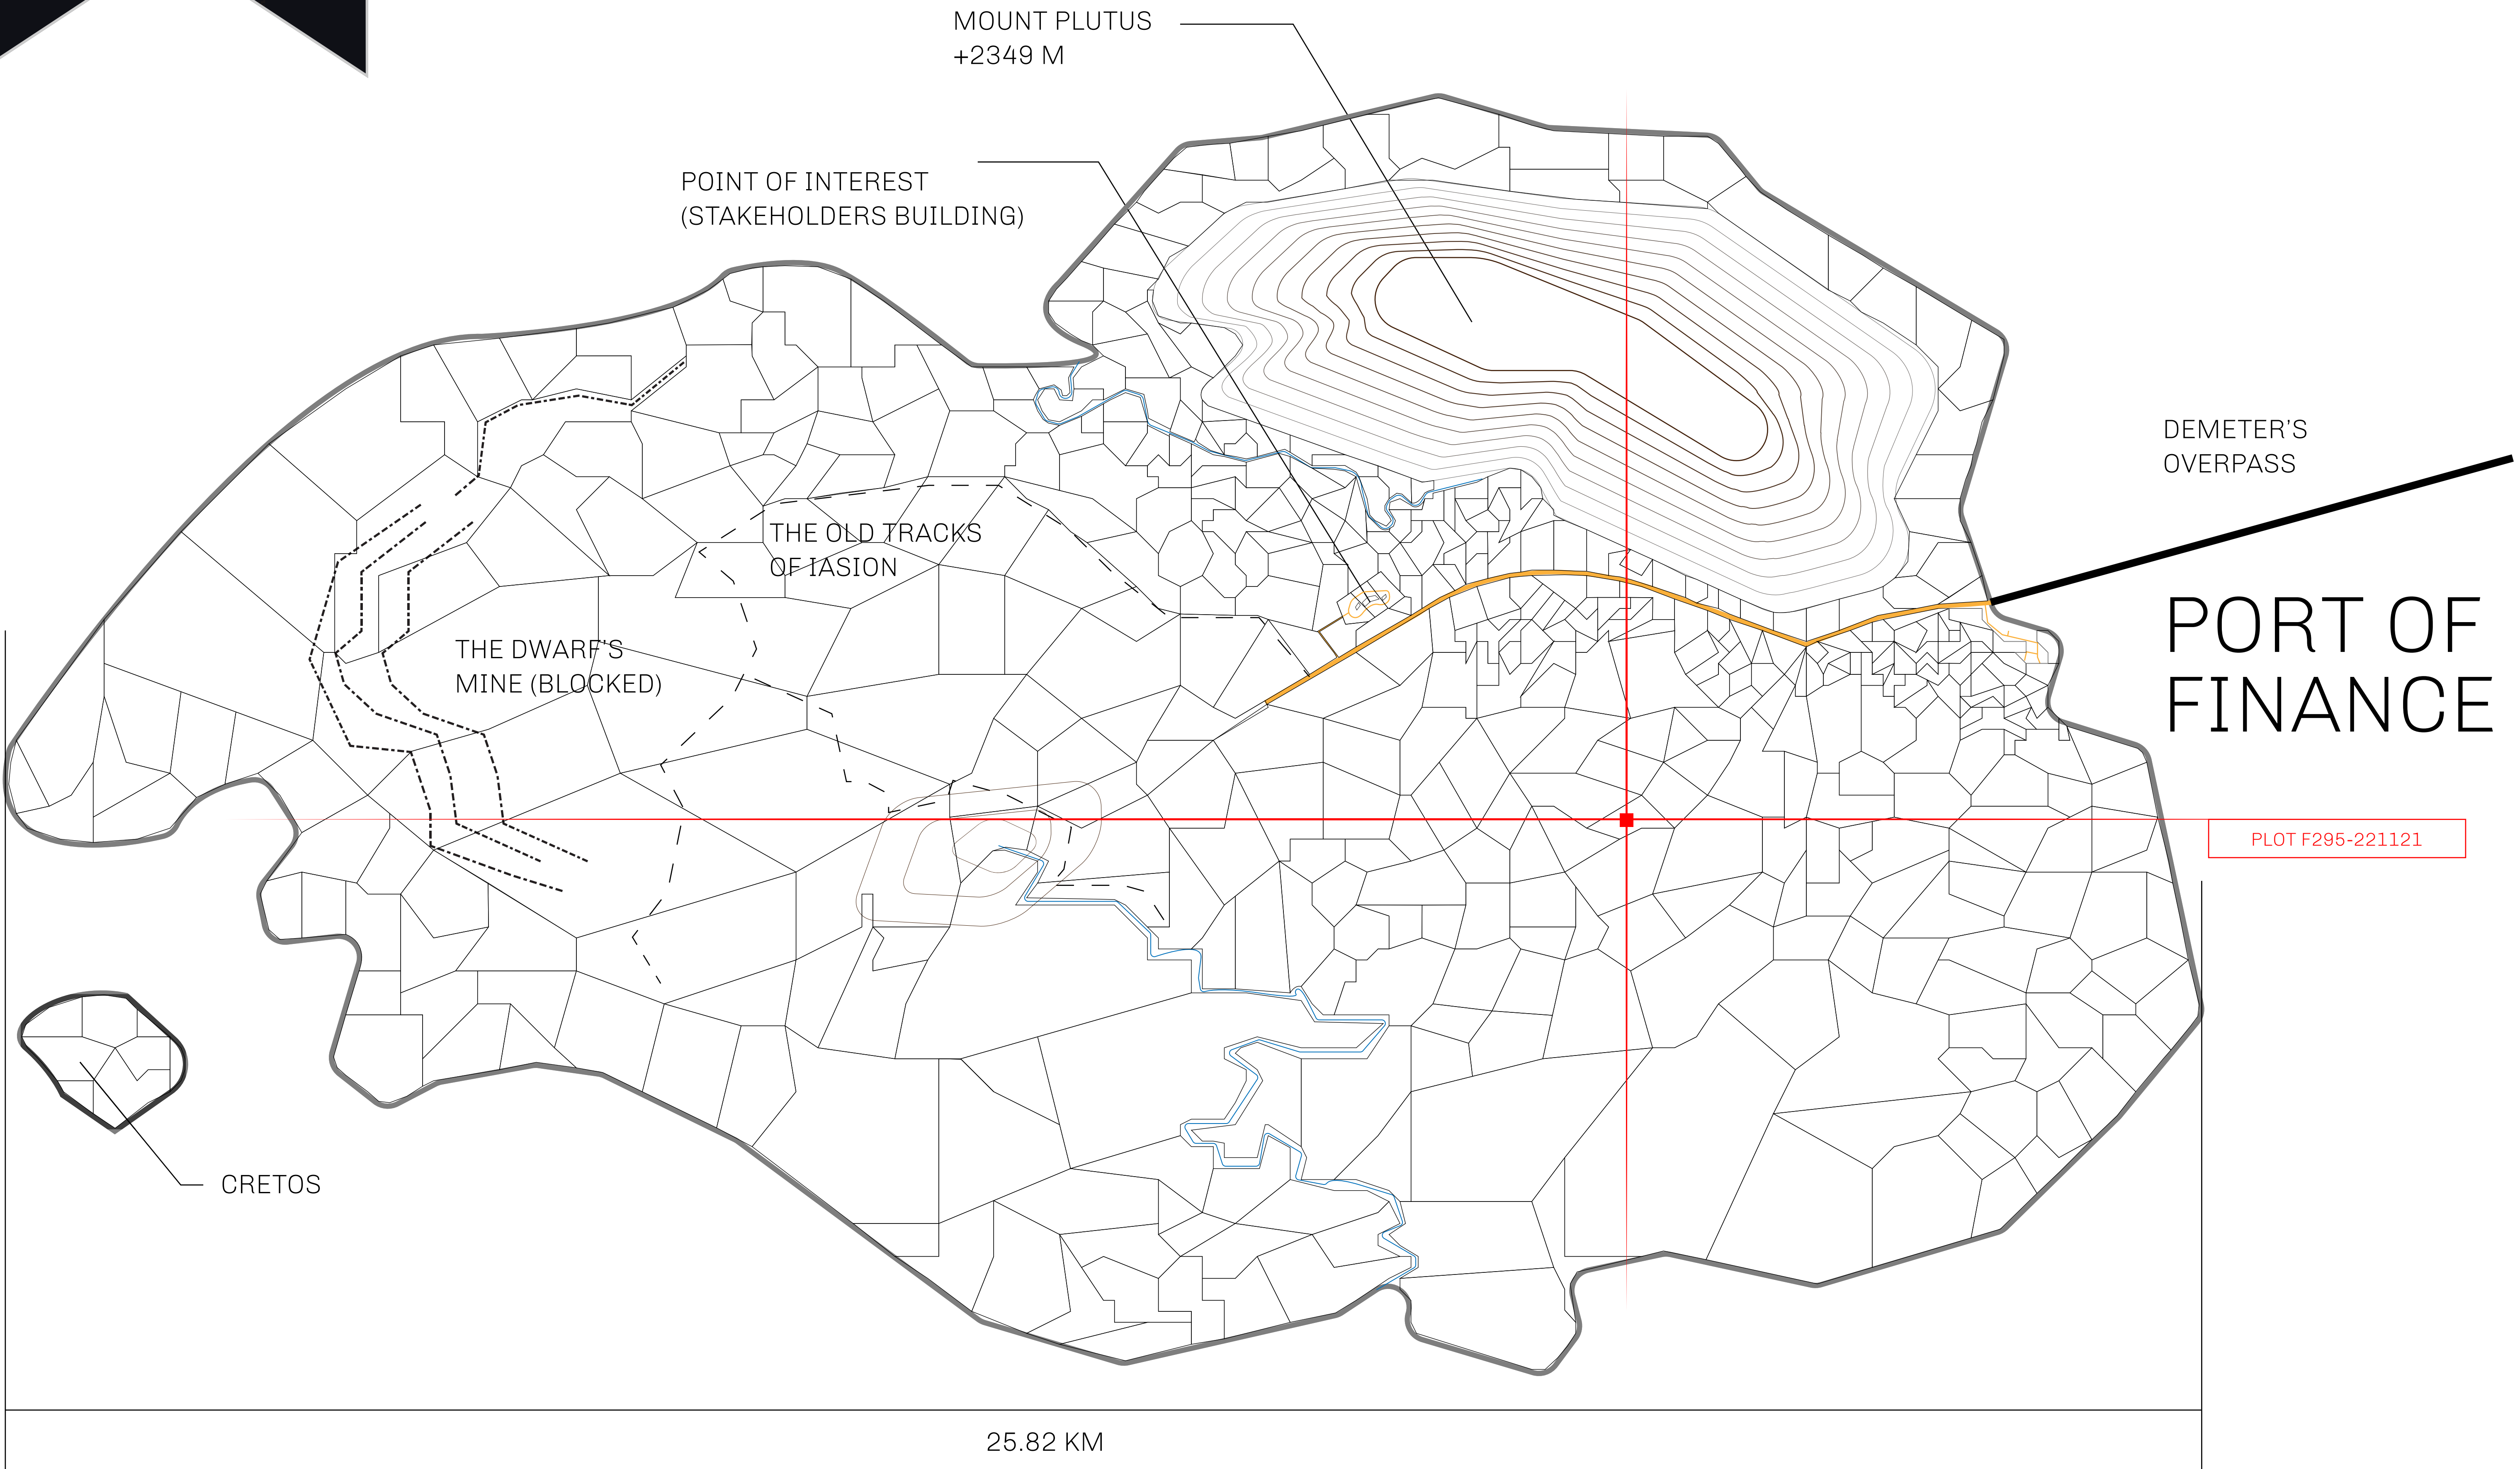 MOUNT PLUTUS
+2349 M
POINT OF INTEREST
(STAKEHOLDERS BUILDING)
DEMETER'S
OVERPASS
THE OLD TRACKS
OF IASION
PORT OF
FINANCE
THE DWARF'S
MINE (BLOCKED)
PLOT F295-221121
CRETOS
25.82 KM